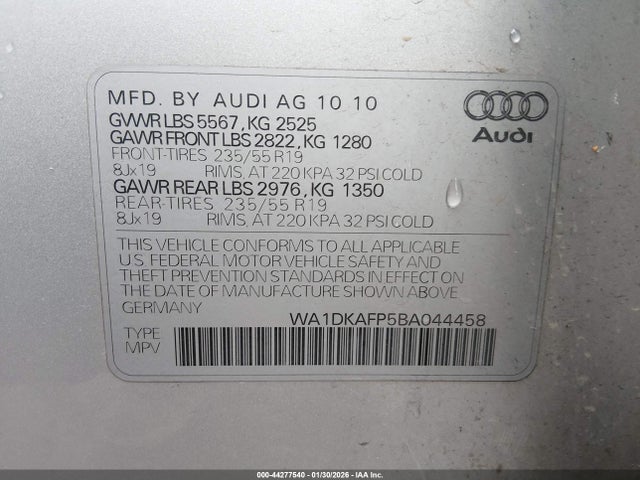 MFD. BY AUDI AG 10 10
GVWR LBS 5567, KG 2525
GAWR FRONT LBS 2822, KG 1280
FRONT-TIRES 235/55 R19
8Jx19 RIMS, AT 220 KPA 32 PSI COLD
GAWR REAR LBS 2976, KG 1350
REAR-TIRES 235/55 R19
8Jx19 RIMS, AT 220 KPA 32 PSI COLD
Audi
THIS VEHICLE CONFORMS TO ALL APPLICABLE
U.S. FEDERAL MOTOR VEHICLE SAFETY AND
THEFT PREVENTION STANDARDS IN EFFECT ON
THE DATE OF MANUFACTURE SHOWN ABOVE
GERMANY
WA1DKAFP5BA044458
TYPE
MPV
000-44277540 - 01/30/2026 - IAA Inc.